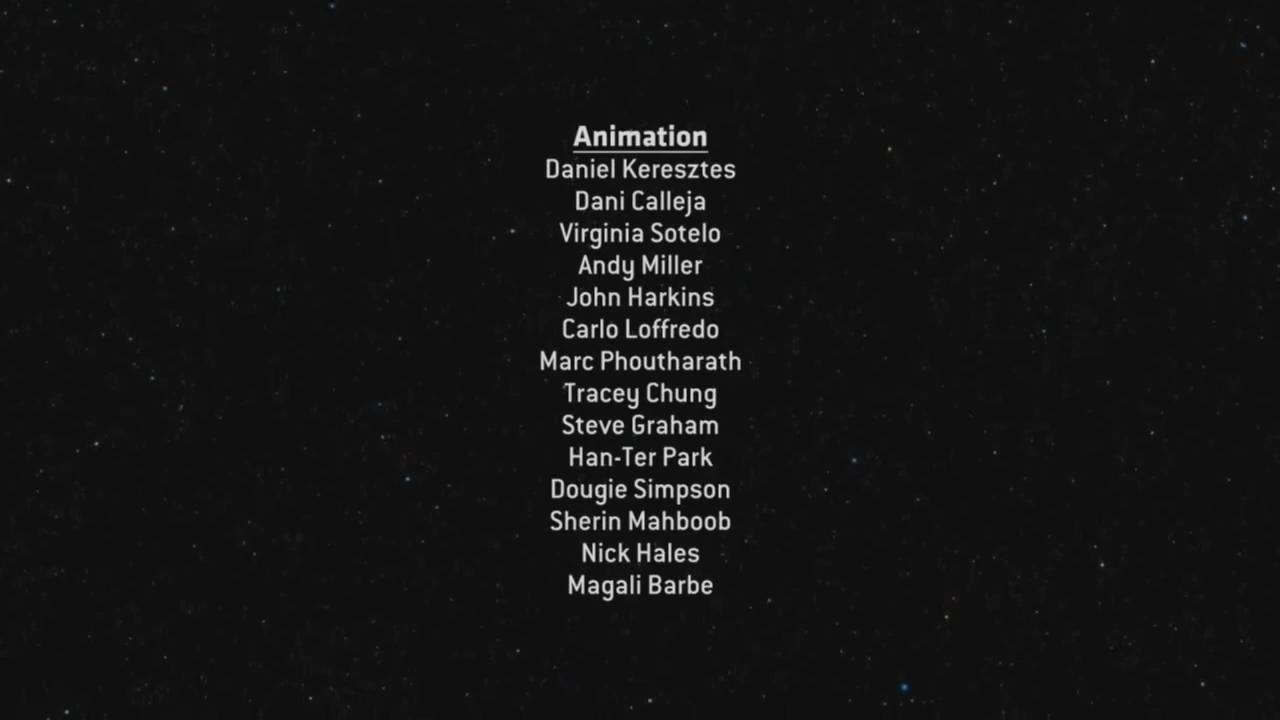 Animation
Daniel Keresztes
Dani Calleja
Virginia Sotelo
Andy Miller
John Harkins
Carlo Loffredo
Marc Phoutharath
Tracey Chung
Steve Graham
Han-Ter Park
Dougie Simpson
Sherin Mahboob
Nick Hales
Magali Barbe